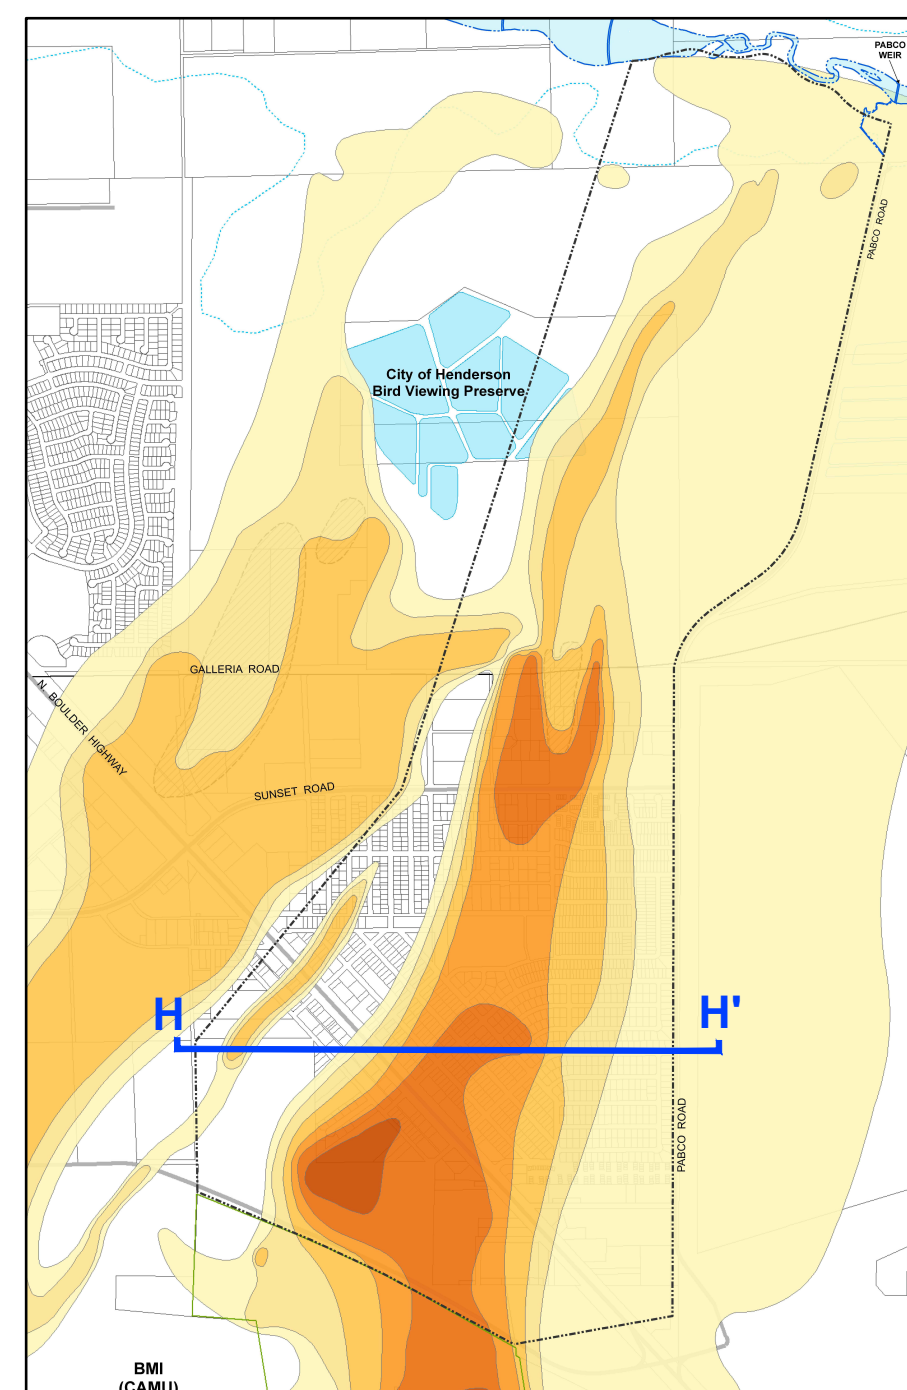 PABCO
WEIR
PABCO ROAD
City of Henderson
Bird Viewing Preserve
GALLERIA ROAD
N. BOULDER HIGHWAY
SUNSET ROAD
H
H'
PABCO ROAD
BMI
(CAMU)